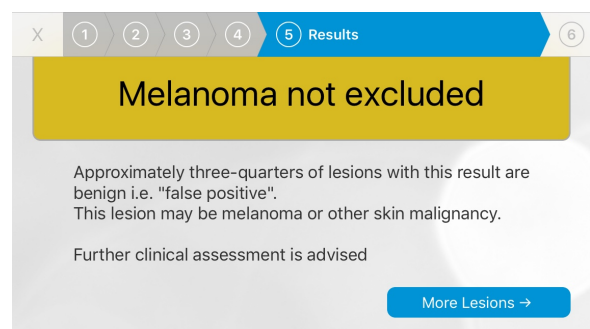 X 1 2 3 4 5 Results 6
Melanoma not excluded
Approximately three-quarters of lesions with this result are
benign i.e. "false positive".
This lesion may be melanoma or other skin malignancy.
Further clinical assessment is advised
More Lesions →